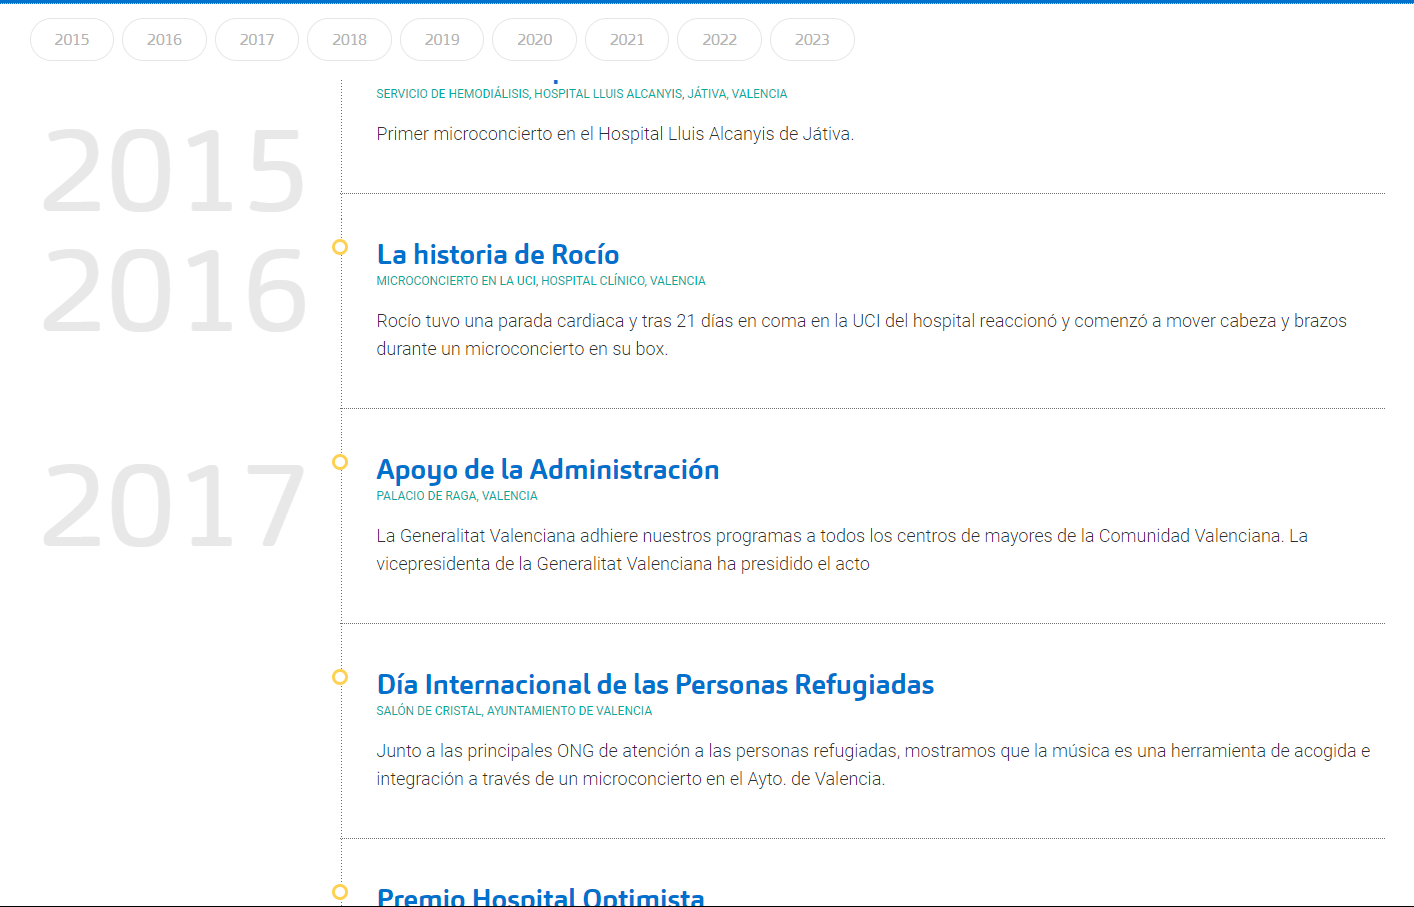 2015 2016 2017 2018 2019 2020 2021 2022 2023
SERVICIO DE HEMODIÁLISIS, HOSPITAL LLUIS ALCANYIS, JÁTIVA, VALENCIA
Primer microconcierto en el Hospital Lluis Alcanyis de Játiva.
2015
2016
La historia de Rocío
MICROCONCIERTO EN LA UCI, HOSPITAL CLÍNICO, VALENCIA
Rocío tuvo una parada cardiaca y tras 21 días en coma en la UCI del hospital reaccionó y comenzó a mover cabeza y brazos
durante un microconcierto en su box.
2017
Apoyo de la Administración
PALACIO DE RAGA, VALENCIA
La Generalitat Valenciana adhiere nuestros programas a todos los centros de mayores de la Comunidad Valenciana. La
vicepresidenta de la Generalitat Valenciana ha presidido el acto
Día Internacional de las Personas Refugiadas
SALÓN DE CRISTAL, AYUNTAMIENTO DE VALENCIA
Junto a las principales ONG de atención a las personas refugiadas, mostramos que la música es una herramienta de acogida e
integración a través de un microconcierto en el Ayto. de Valencia.
Premio Hospital Optimista